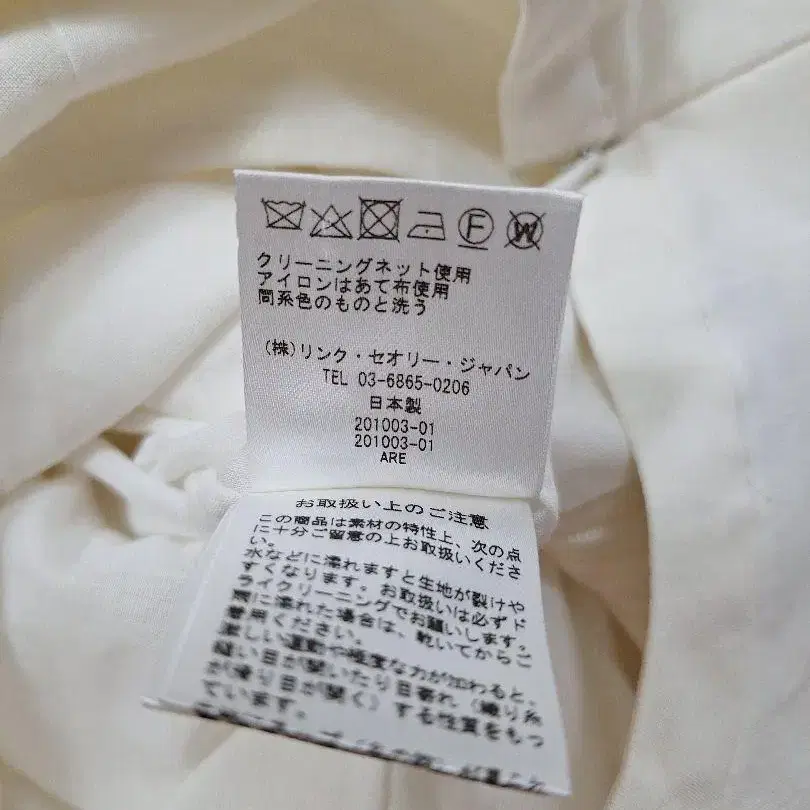 F W
クリーニングネット使用
アイロンはあて布使用
同系色のものと洗う
(株)リンク・セオリー・ジャパン
TEL 03-6865-0206
日本製
201003-01
201003-01
ARE
お取扱い上のご注意
この商品は素材の特性上、次の点
に十分ご留意の上お取扱いくださ
い。
水などに濡れますと生地が裂けや
すくなります。お取扱いは必ずド
ライクリーニングでお願いします。
雨に濡れた場合は、乾いてからご
着用ください。
激しい運動や極度な力が加わると、
縫い目が開いたり目寄れ(織り糸
が滑り目が開く)する性質をもっ
ています。